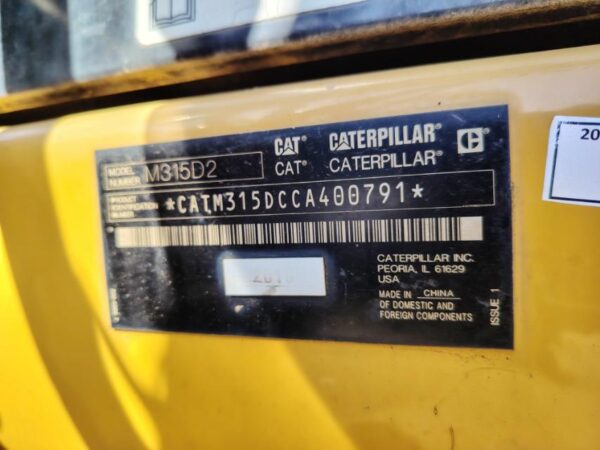 CAT CATERPILLAR C
CAT® CATERPILLAR®
MODEL NUMBER M315D2
PRODUCT IDENTIFICATION NUMBER *CATM315DCCA400791*
CATERPILLAR INC.
PEORIA, IL 61629
USA
MADE IN CHINA
OF DOMESTIC AND
FOREIGN COMPONENTS
ISSUE 1
20